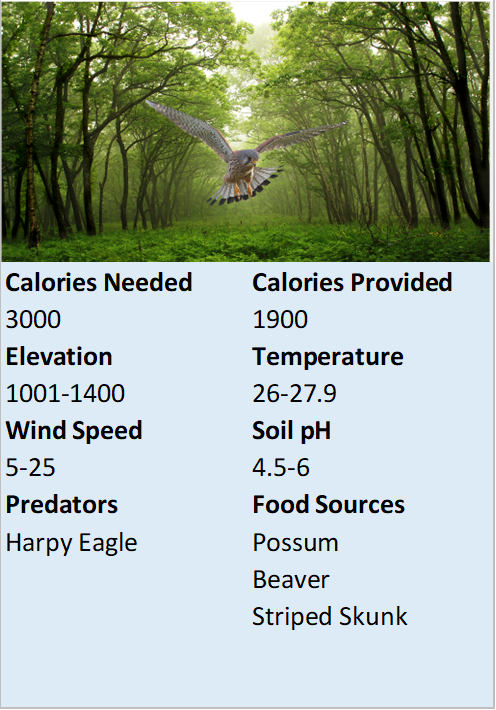 Calories Needed Calories Provided
3000 1900
Elevation Temperature
1001-1400 26-27.9
Wind Speed Soil pH
5-25 4.5-6
Predators Food Sources
Harpy Eagle Possum
Beaver
Striped Skunk